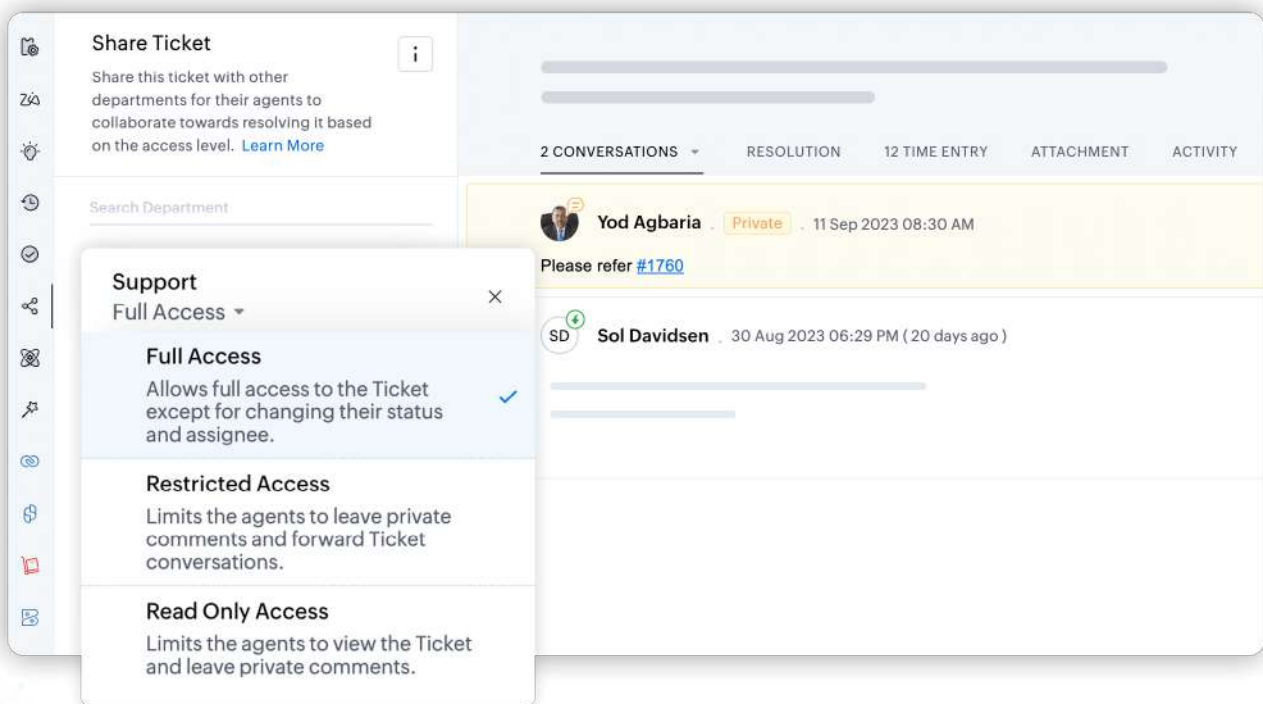 Share Ticket
i
Share this ticket with other
departments for their agents to
collaborate towards resolving it based
on the access level. Learn More
Search Department
Support
Full Access
Full Access
Allows full access to the Ticket
except for changing their status
and assignee.
Restricted Access
Limits the agents to leave private
comments and forward Ticket
conversations.
Read Only Access
Limits the agents to view the Ticket
and leave private comments.
2 CONVERSATIONS RESOLUTION 12 TIME ENTRY ATTACHMENT ACTIVITY
Yod Agbaria . Private . 11 Sep 2023 08:30 AM
Please refer #1760
SD Sol Davidsen . 30 Aug 2023 06:29 PM ( 20 days ago )